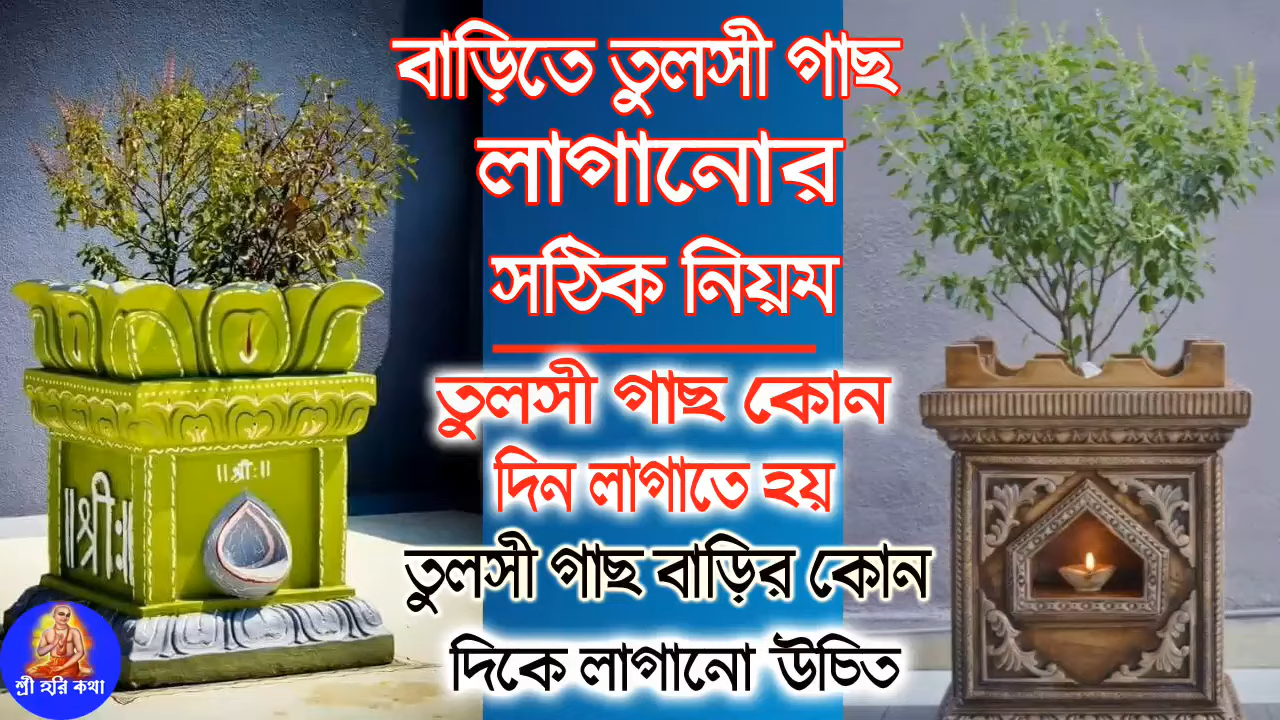 বাড়িতে তুলসী গাছ
লাগানোর
সঠিক নিয়ম
তুলসী গাছ কোন
দিন লাগাতে হয়
তুলসী গাছ বাড়ির কোন
দিকে লাগানো উচিত
॥श्रीः॥
॥श्रीः॥
শ্রী হরি কথা